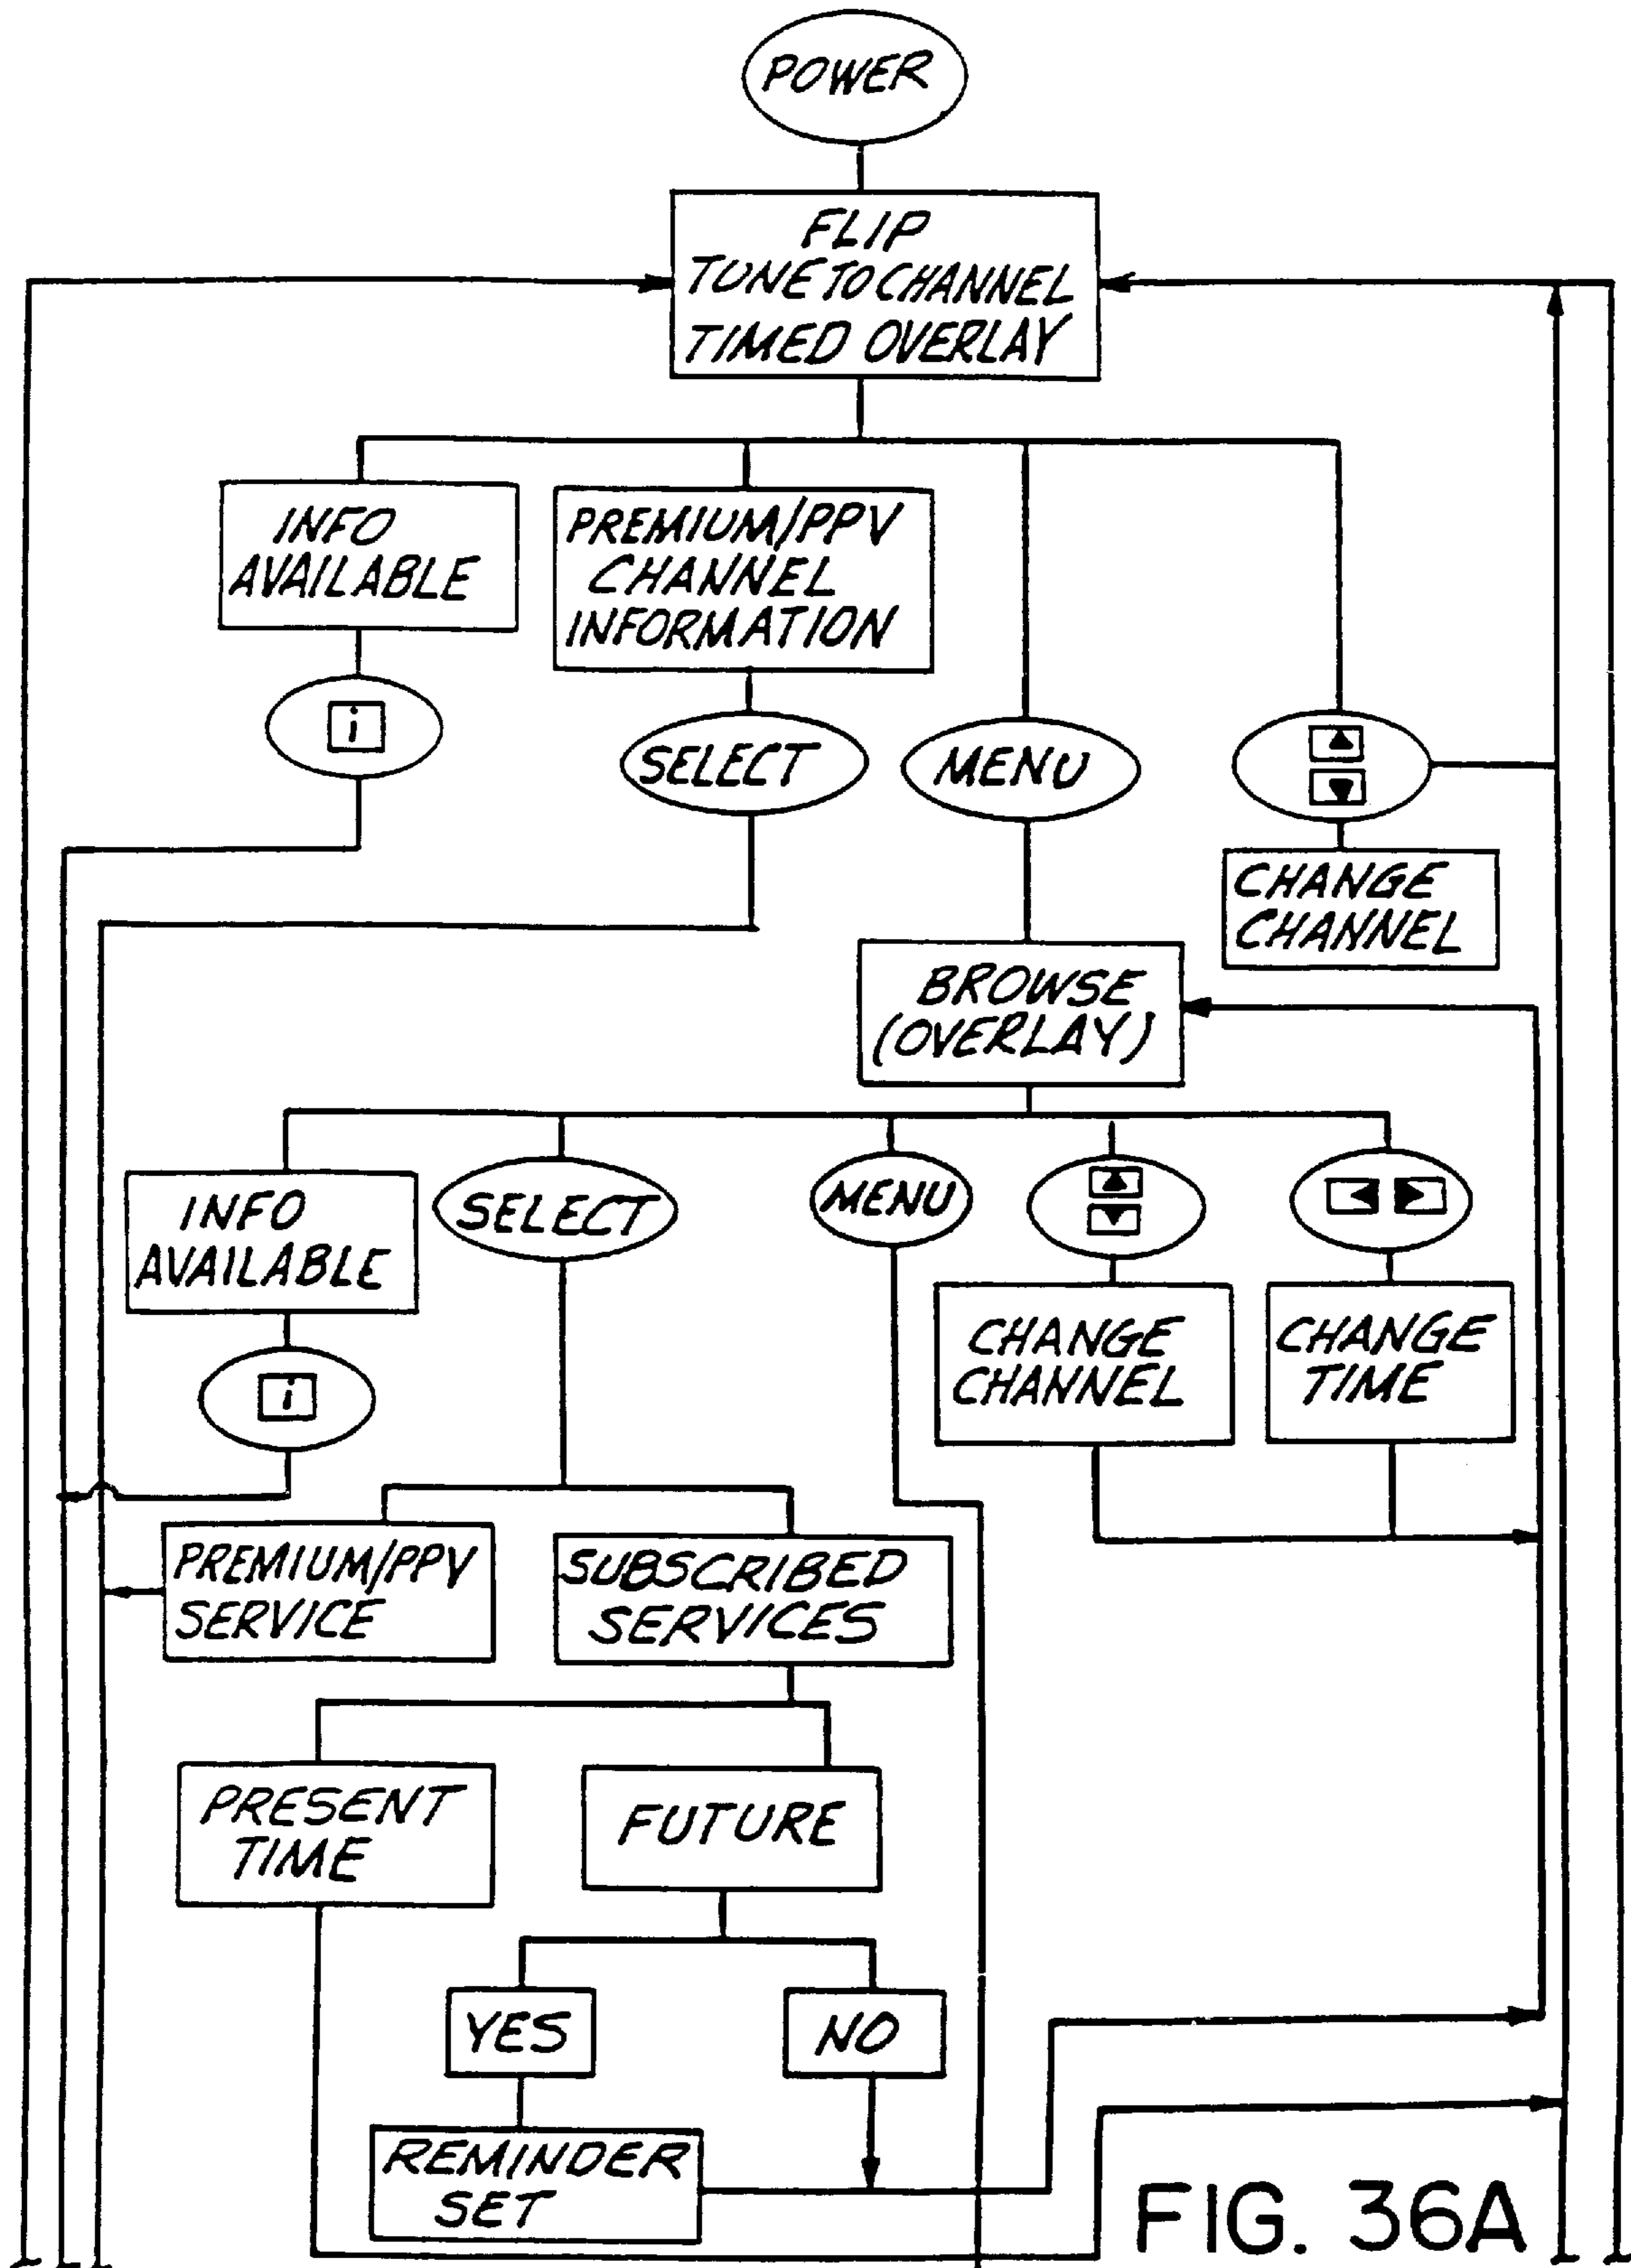 POWER
FLIP
TUNE TO CHANNEL
TIMED OVERLAY
INFO
AVAILABLE
PREMIUM/PPV
CHANNEL
INFORMATION
i
SELECT
MENU
CHANGE
CHANNEL
BROWSE
(OVERLAY)
INFO
AVAILABLE
SELECT
MENU
CHANGE
CHANNEL
CHANGE
TIME
i
PREMIUM/PPV
SERVICE
SUBSCRIBED
SERVICES
PRESENT
TIME
FUTURE
YES
NO
REMINDER
SET
FIG. 36A